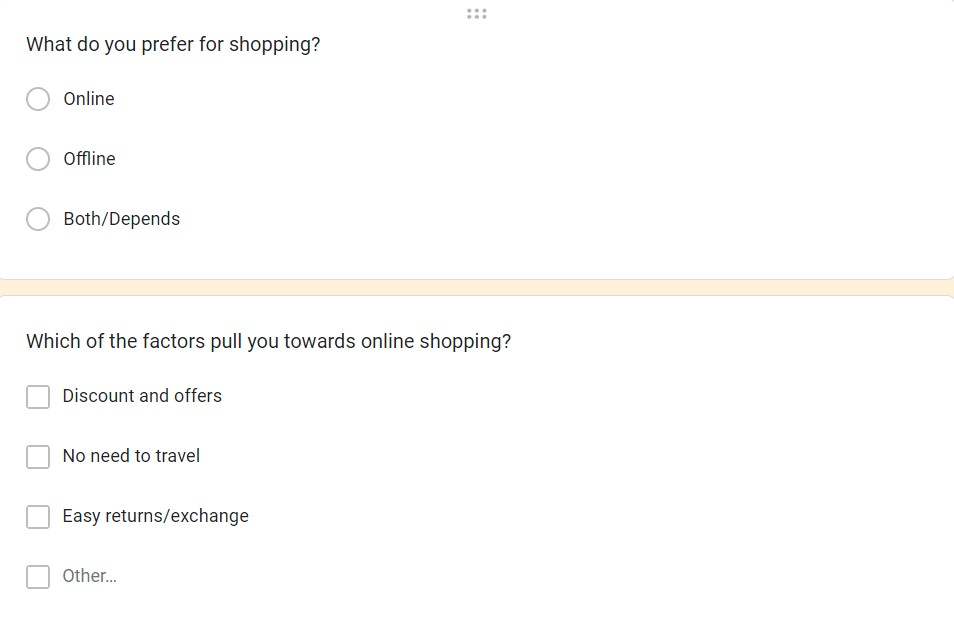 What do you prefer for shopping?
Online
Offline
Both/Depends
Which of the factors pull you towards online shopping?
Discount and offers
No need to travel
Easy returns/exchange
Other...